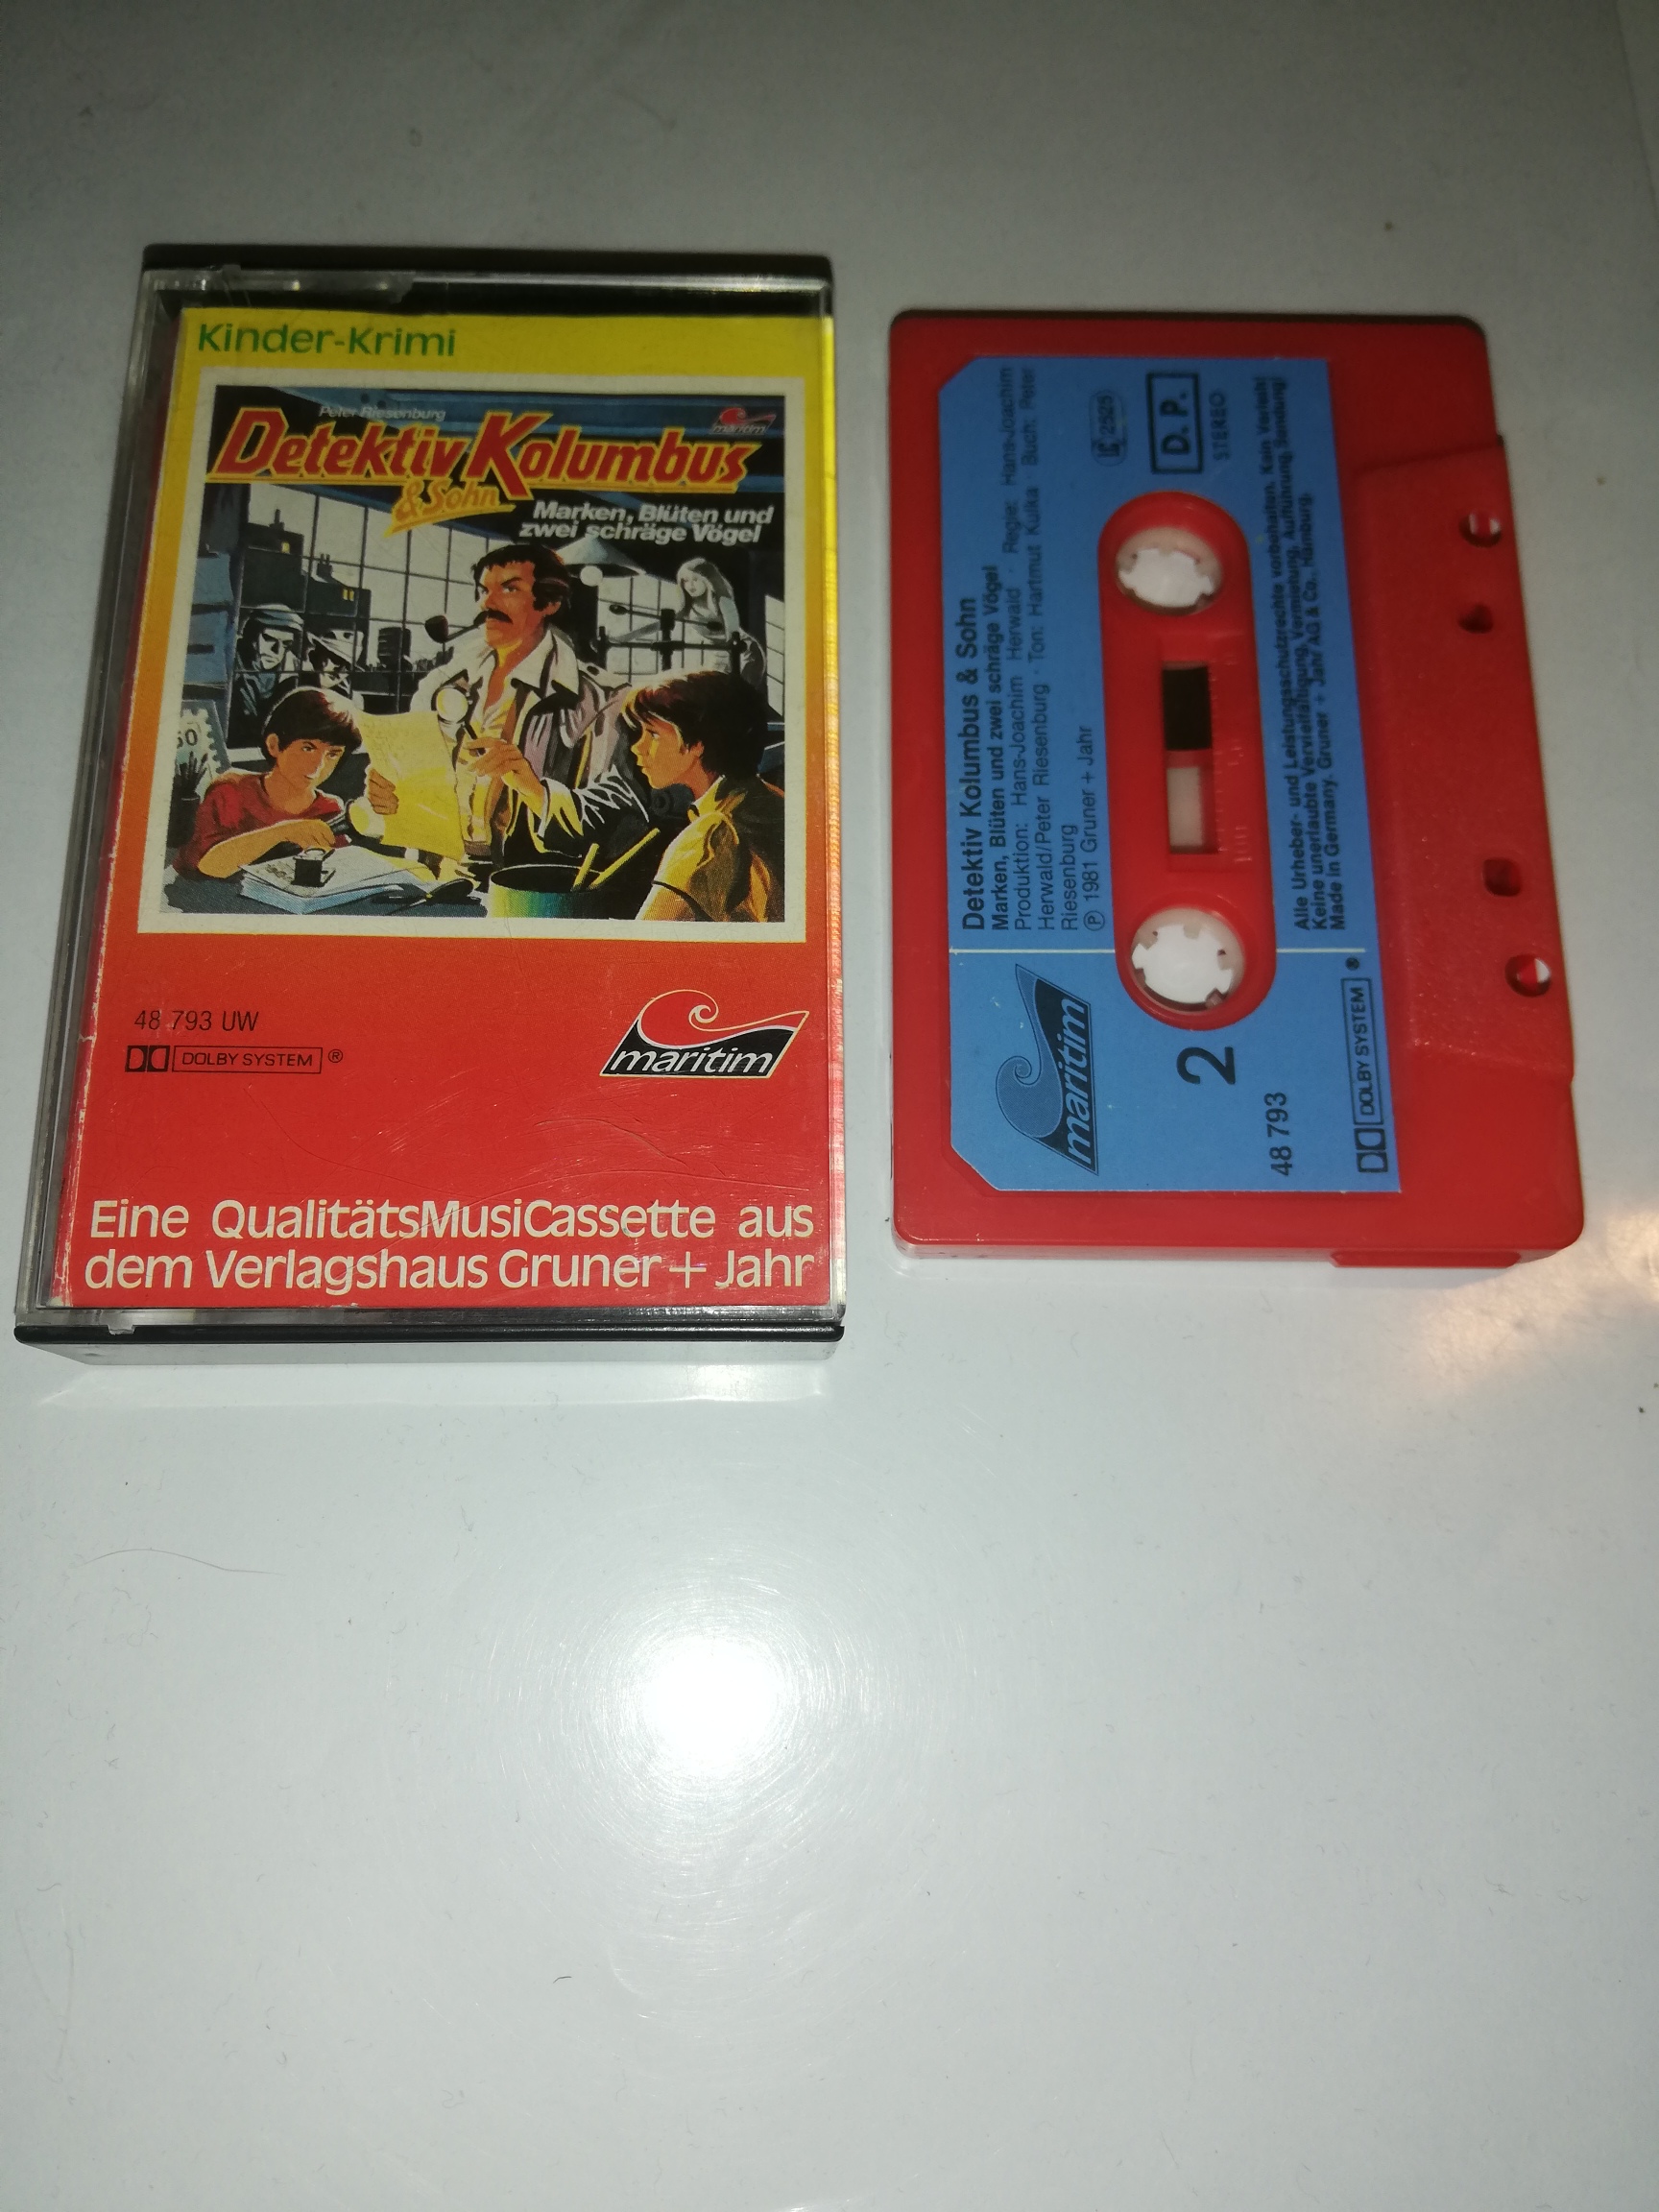 Kinder-Krimi
Peter Riesenburg
maritim
Detektiv Kolumbus
& Sohn
Marken, Blüten und
zwei schräge Vögel
50
48 793 UW
DOLBY SYSTEM ®
maritim
Eine QualitätsMusiCassette aus
dem Verlagshaus Gruner + Jahr
maritim
Detektiv Kolumbus & Sohn
Marken, Blüten und zwei schräge Vögel
Produktion: Hans-Joachim Herwald · Regie: Hans-Joachim
Herwald/Peter Riesenburg · Ton: Hartmut Kulka · Buch: Peter
Riesenburg
℗ 1981 Gruner + Jahr
LC 2525
D. P.
STEREO
2
48 793
Alle Urheber- und Leistungsschutzrechte vorbehalten. Kein Verleih!
Keine unerlaubte Vervielfältigung, Vermietung, Aufführung, Sendung!
Made in Germany. Gruner + Jahr AG & Co., Hamburg.
DOLBY SYSTEM ®